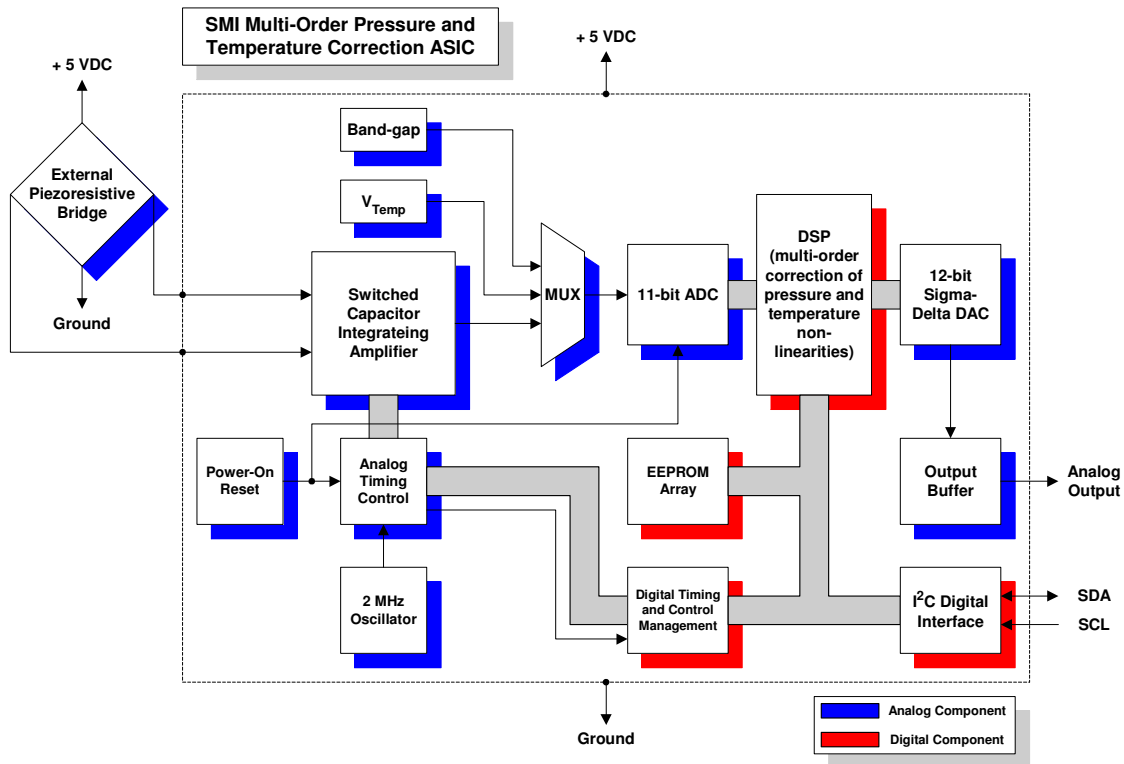 SMI Multi-Order Pressure and
Temperature Correction ASIC
+ 5 VDC
+ 5 VDC
External
Piezoresistive
Bridge
Ground
Band-gap
VTemp
Switched
Capacitor
Integrateing
Amplifier
MUX
11-bit ADC
DSP
(multi-order
correction of
pressure and
temperature
non-
linearities)
12-bit
Sigma-
Delta DAC
Power-On
Reset
Analog
Timing
Control
EEPROM
Array
Output
Buffer
Analog
Output
2 MHz
Oscillator
Digital Timing
and Control
Management
I²C Digital
Interface
SDA
SCL
Ground
Analog Component
Digital Component